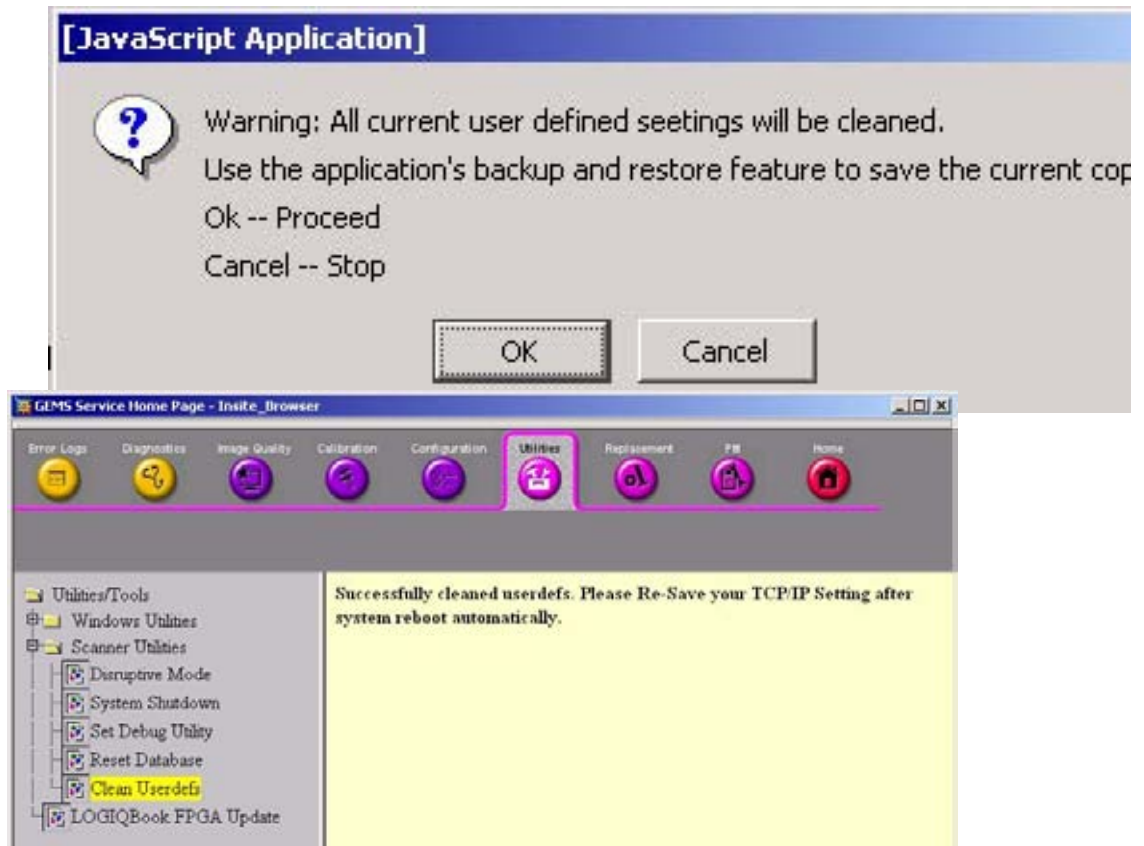 [JavaScript Application]
Warning: All current user defined seetings will be cleaned.
Use the application's backup and restore feature to save the current cop
Ok -- Proceed
Cancel -- Stop
OK
Cancel
GEMS Service Home Page - Insite_Browser
Error Logs
Diagnostics
Image Quality
Calibration
Configuration
Utilities
Replacement
PM
Home
Utilities/Tools
Windows Utilities
Scanner Utilities
Disruptive Mode
System Shutdown
Set Debug Utility
Reset Database
Clean Userdefs
LOGIQBook FPGA Update
Successfully cleaned userdefs. Please Re-Save your TCP/IP Setting after
system reboot automatically.